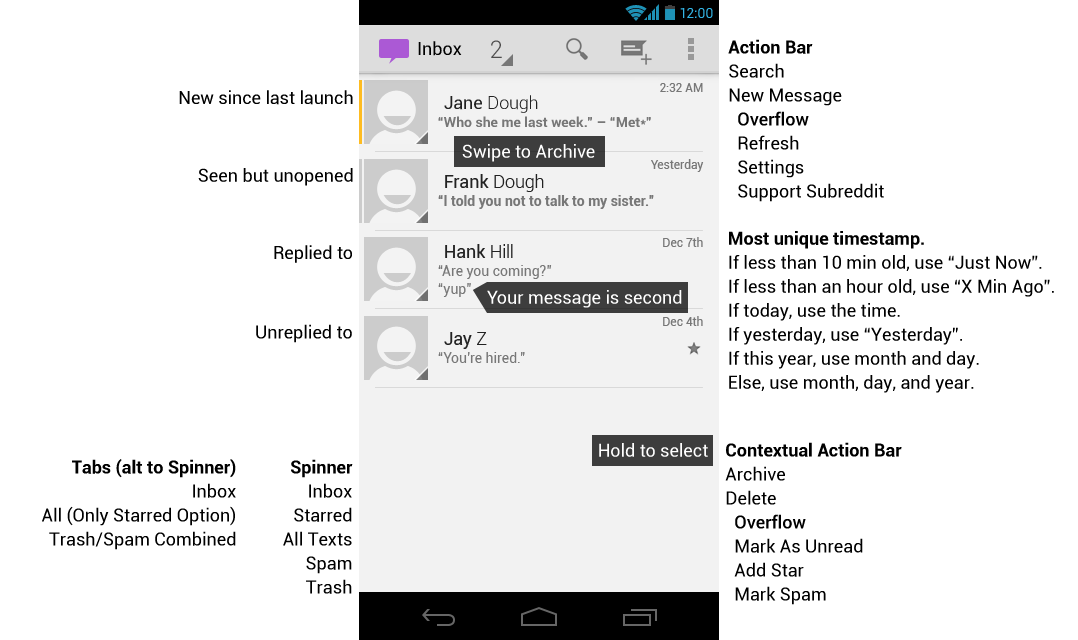 12:00
Inbox 2
New since last launch
2:32 AM
Jane Dough
“Who she me last week.” – “Met*”
Swipe to Archive
Seen but unopened
Yesterday
Frank Dough
“I told you not to talk to my sister.”
Replied to
Dec 7th
Hank Hill
“Are you coming?”
“yup”
Your message is second
Unreplied to
Dec 4th
Jay Z
“You’re hired.”
Hold to select
Tabs (alt to Spinner)
Inbox
All (Only Starred Option)
Trash/Spam Combined
Spinner
Inbox
Starred
All Texts
Spam
Trash
Action Bar
Search
New Message
Overflow
Refresh
Settings
Support Subreddit
Most unique timestamp.
If less than 10 min old, use “Just Now”.
If less than an hour old, use “X Min Ago”.
If today, use the time.
If yesterday, use “Yesterday”.
If this year, use month and day.
Else, use month, day, and year.
Contextual Action Bar
Archive
Delete
Overflow
Mark As Unread
Add Star
Mark Spam